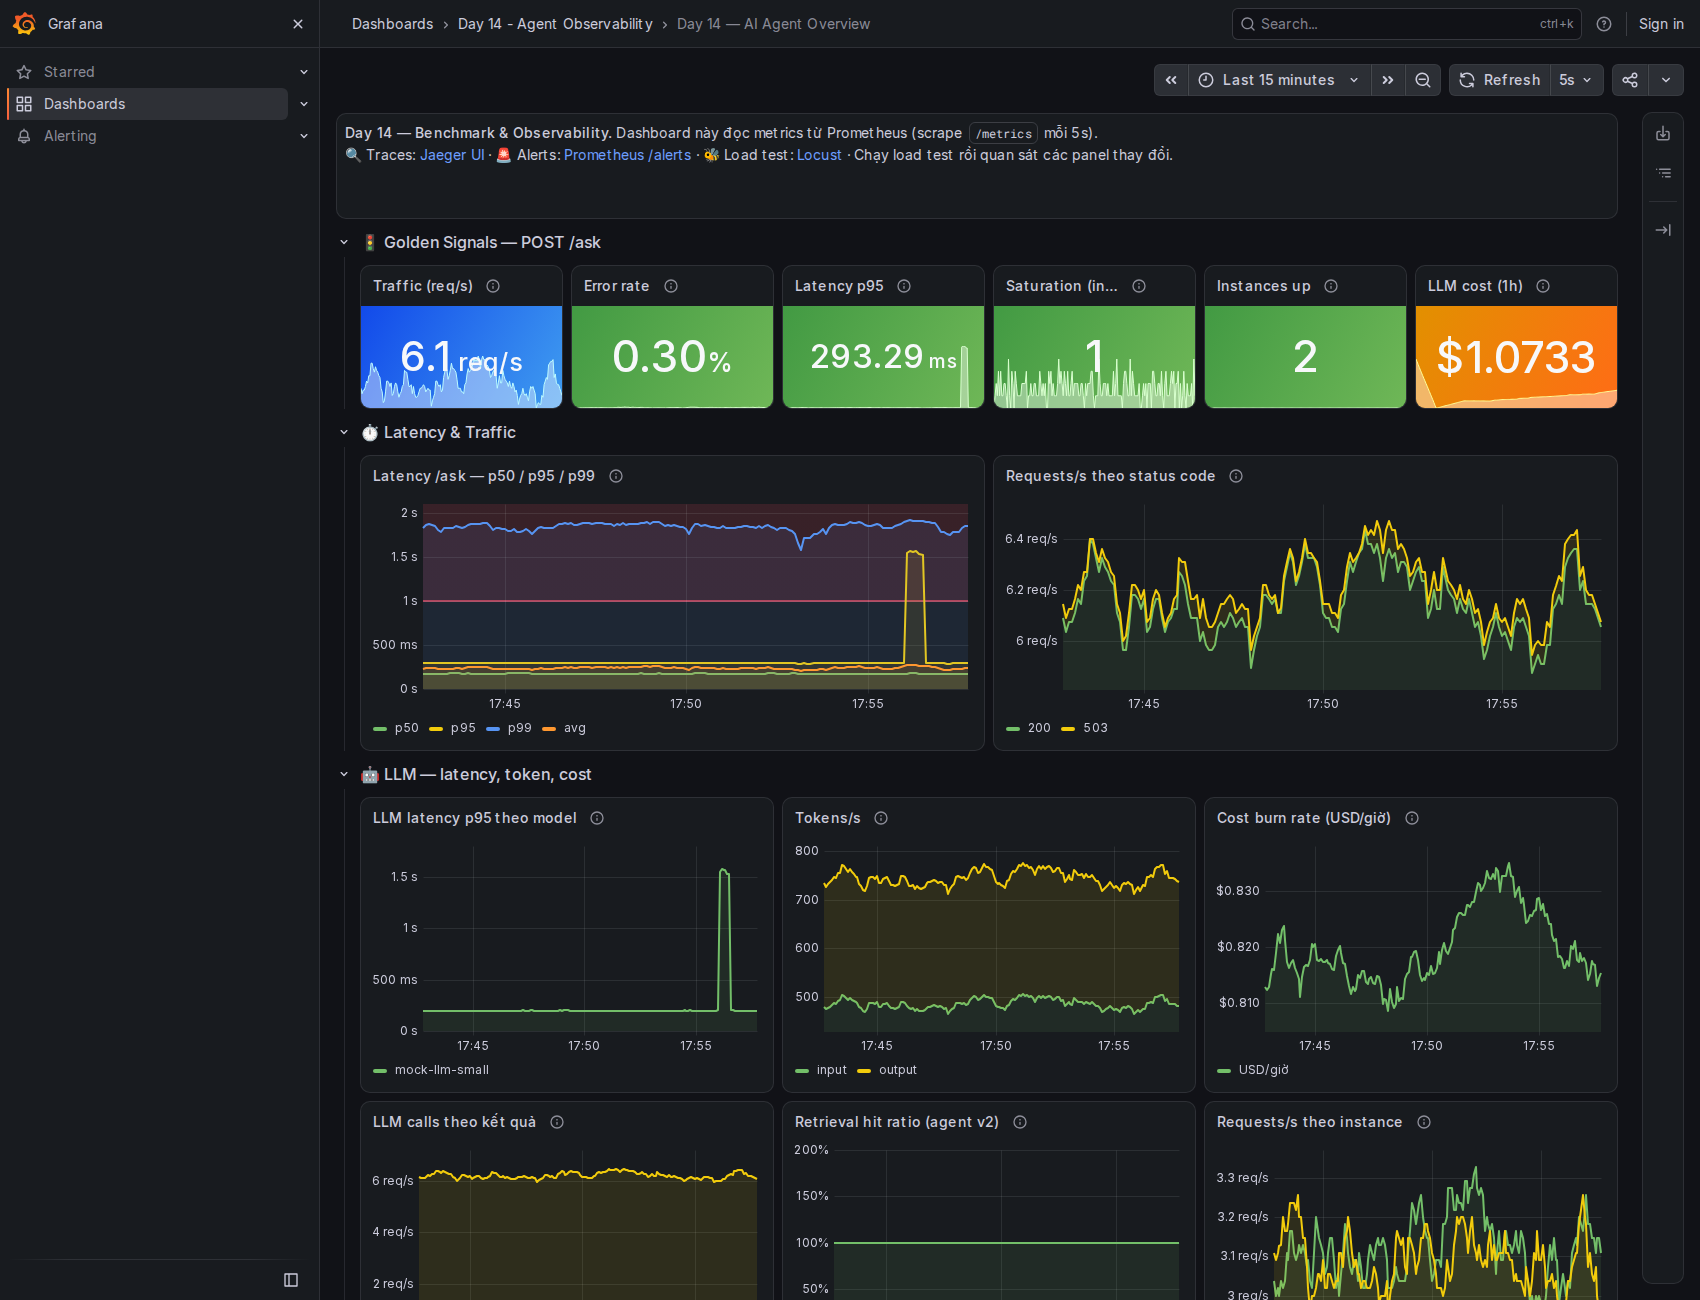 Grafana
Dashboards › Day 14 - Agent Observability › Day 14 — AI Agent Overview
Search...
ctrl+k
Sign in
Starred
Dashboards
Alerting
Last 15 minutes
Refresh
5s
Day 14 — Benchmark & Observability. Dashboard này đọc metrics từ Prometheus (scrape /metrics mỗi 5s).
🔍 Traces: Jaeger UI · 🚨 Alerts: Prometheus /alerts · 🐝 Load test: Locust · Chạy load test rồi quan sát các panel thay đổi.
🚦 Golden Signals — POST /ask
Traffic (req/s)
6.1 req/s
Error rate
0.30%
Latency p95
293.29 ms
Saturation (in...
1
Instances up
2
LLM cost (1h)
$1.0733
⏱️ Latency & Traffic
Latency /ask — p50 / p95 / p99
2 s
1.5 s
1 s
500 ms
0 s
17:45
17:50
17:55
p50
p95
p99
avg
Requests/s theo status code
6.4 req/s
6.2 req/s
6 req/s
17:45
17:50
17:55
200
503
🤖 LLM — latency, token, cost
LLM latency p95 theo model
1.5 s
1 s
500 ms
0 s
17:45
17:50
17:55
mock-llm-small
Tokens/s
800
700
600
500
17:45
17:50
17:55
input
output
Cost burn rate (USD/giờ)
$0.830
$0.820
$0.810
17:45
17:50
17:55
USD/giờ
LLM calls theo kết quả
6 req/s
4 req/s
2 req/s
Retrieval hit ratio (agent v2)
200%
150%
100%
50%
Requests/s theo instance
3.3 req/s
3.2 req/s
3.1 req/s
3 req/s